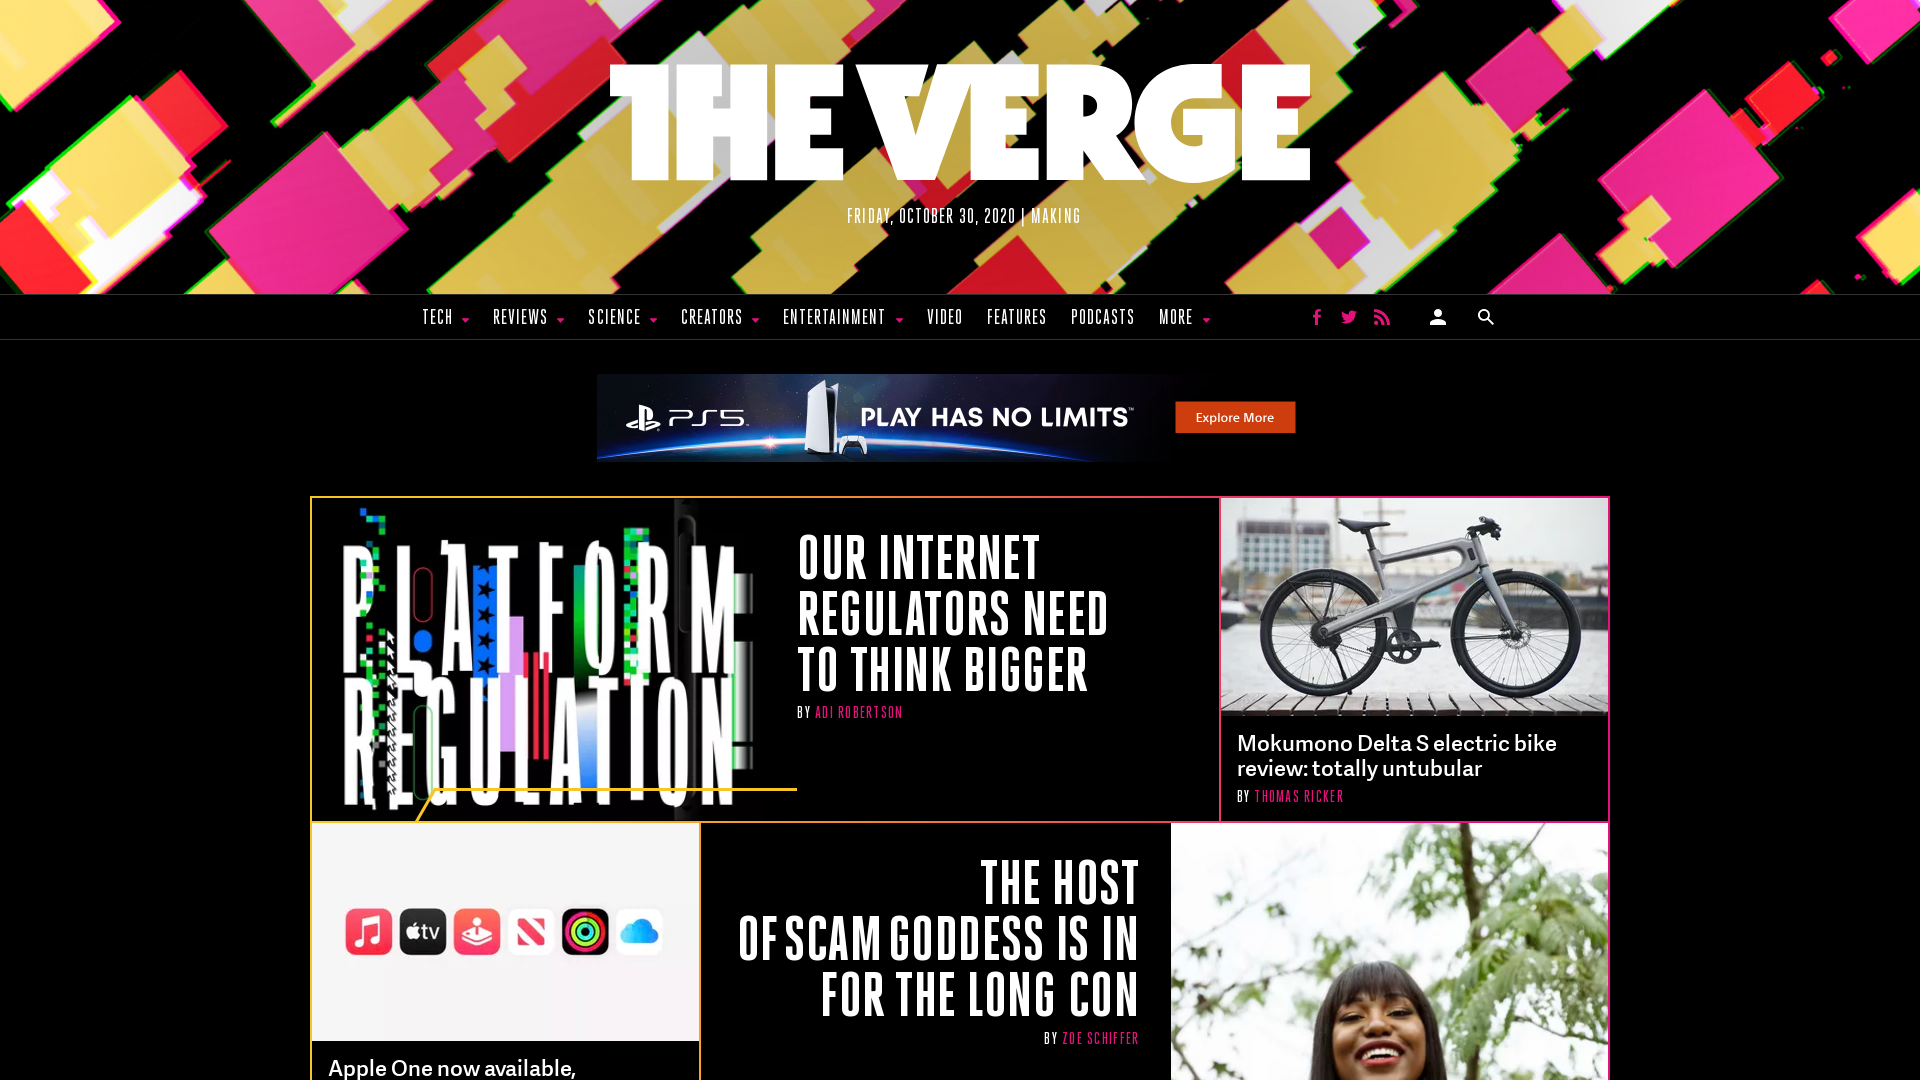 THE VERGE
FRIDAY, OCTOBER 30, 2020 | MAKING
TECH REVIEWS SCIENCE CREATORS ENTERTAINMENT VIDEO FEATURES PODCASTS MORE
PS5 PLAY HAS NO LIMITS™ Explore More
PLATFORM
REGULATION
OUR INTERNET
REGULATORS NEED
TO THINK BIGGER
BY ADI ROBERTSON
Mokumono Delta S electric bike
review: totally untubular
BY THOMAS RICKER
tv
Apple One now available,
THE HOST
OF SCAM GODDESS IS IN
FOR THE LONG CON
BY ZOE SCHIFFER